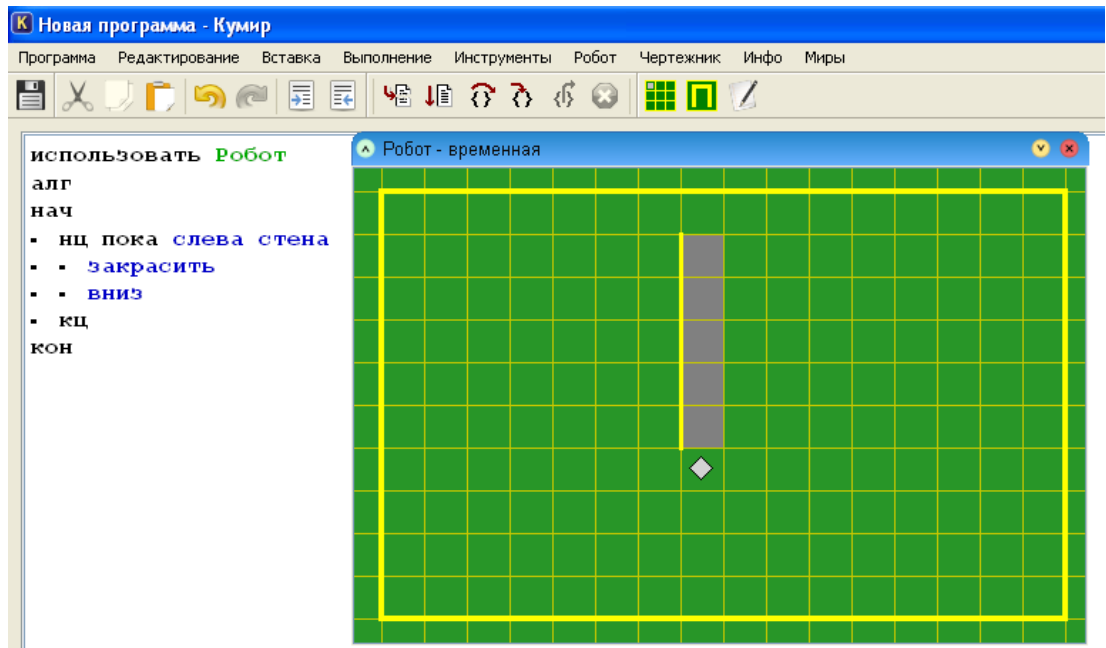 Новая программа - Кумир
Программа Редактирование Вставка Выполнение Инструменты Робот Чертежник Инфо Миры
использовать Робот
алг
нач
▪ нц пока слева стена
▪ ▪ закрасить
▪ ▪ вниз
▪ кц
кон
Робот - временная